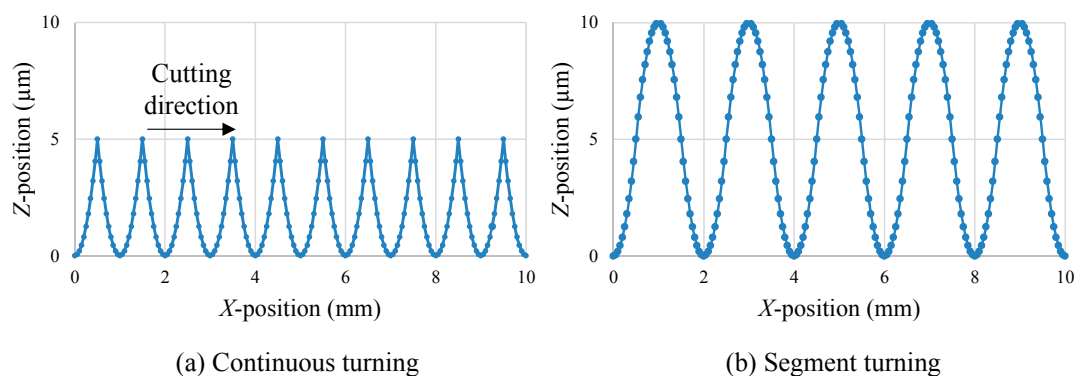 10
5
0
Z-position (µm)
Cutting
direction
0 2 4 6 8 10
X-position (mm)
(a) Continuous turning
10
5
0
Z-position (µm)
0 2 4 6 8 10
X-position (mm)
(b) Segment turning